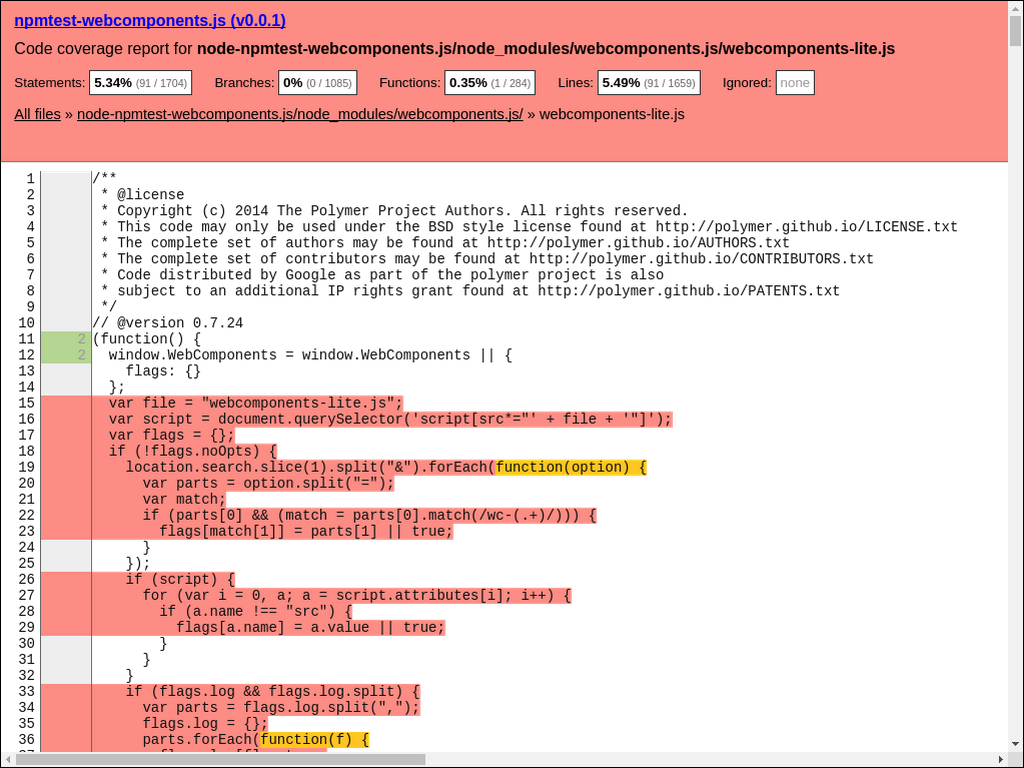 npmtest-webcomponents.js (v0.0.1)
Code coverage report for node-npmtest-webcomponents.js/node_modules/webcomponents.js/webcomponents-lite.js
Statements: 5.34% (91 / 1704) Branches: 0% (0 / 1085) Functions: 0.35% (1 / 284) Lines: 5.49% (91 / 1659) Ignored: none
All files » node-npmtest-webcomponents.js/node_modules/webcomponents.js/ » webcomponents-lite.js
1 /**
2 * @license
3 * Copyright (c) 2014 The Polymer Project Authors. All rights reserved.
4 * This code may only be used under the BSD style license found at http://polymer.github.io/LICENSE.txt
5 * The complete set of authors may be found at http://polymer.github.io/AUTHORS.txt
6 * The complete set of contributors may be found at http://polymer.github.io/CONTRIBUTORS.txt
7 * Code distributed by Google as part of the polymer project is also
8 * subject to an additional IP rights grant found at http://polymer.github.io/PATENTS.txt
9 */
10 // @version 0.7.24
11 2 (function() {
12 2 window.WebComponents = window.WebComponents || {
13 flags: {}
14 };
15 var file = "webcomponents-lite.js";
16 var script = document.querySelector('script[src*="' + file + '"]');
17 var flags = {};
18 if (!flags.noOpts) {
19 location.search.slice(1).split("&").forEach(function(option) {
20 var parts = option.split("=");
21 var match;
22 if (parts[0] && (match = parts[0].match(/wc-(.+)/))) {
23 flags[match[1]] = parts[1] || true;
24 }
25 });
26 if (script) {
27 for (var i = 0, a; a = script.attributes[i]; i++) {
28 if (a.name !== "src") {
29 flags[a.name] = a.value || true;
30 }
31 }
32 }
33 if (flags.log && flags.log.split) {
34 var parts = flags.log.split(",");
35 flags.log = {};
36 parts.forEach(function(f) {